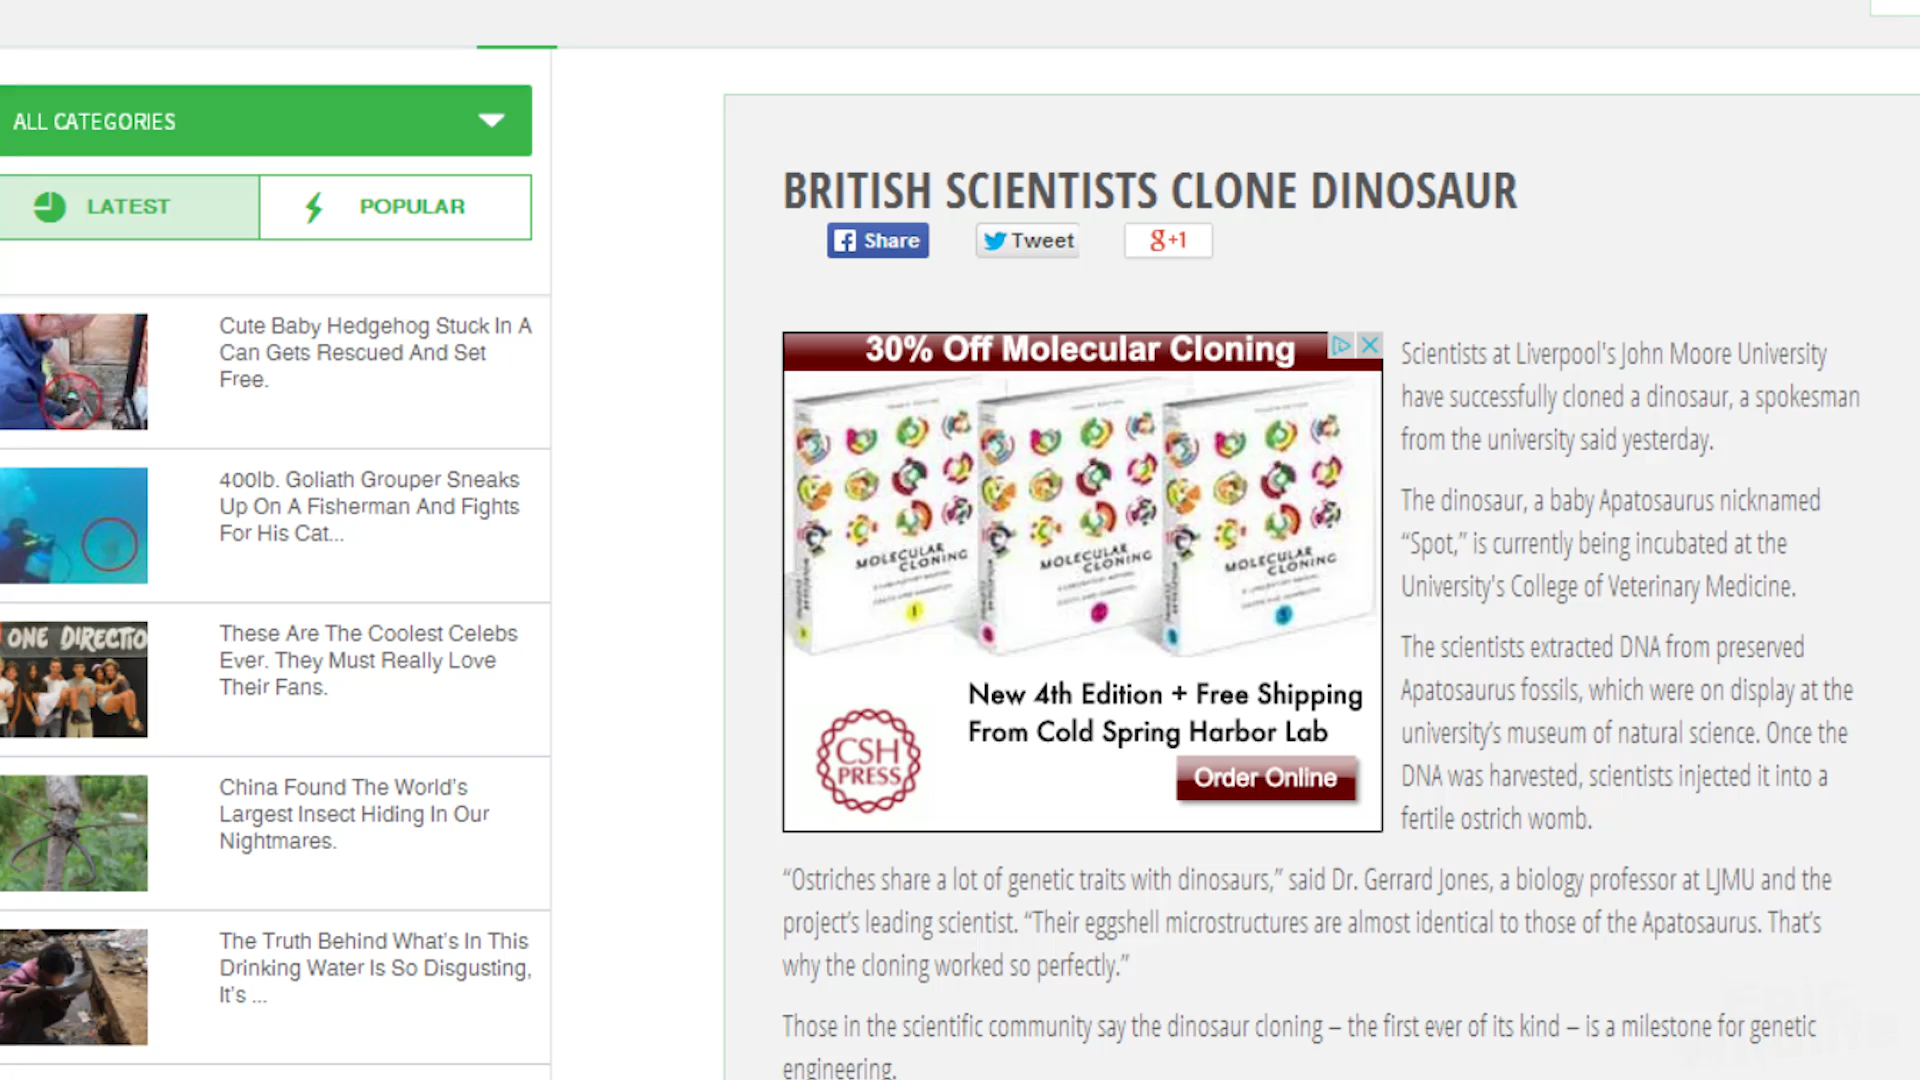 ALL CATEGORIES
LATEST
POPULAR
Cute Baby Hedgehog Stuck In A
Can Gets Rescued And Set
Free.
400lb. Goliath Grouper Sneaks
Up On A Fisherman And Fights
For His Cat...
ONE DIRECTIO
These Are The Coolest Celebs
Ever. They Must Really Love
Their Fans.
China Found The World's
Largest Insect Hiding In Our
Nightmares.
The Truth Behind What's In This
Drinking Water Is So Disgusting,
It's ...
BRITISH SCIENTISTS CLONE DINOSAUR
Share
Tweet
g+1
30% Off Molecular Cloning
MOLECULAR
CLONING
MOLECULAR
CLONING
MOLECULAR
CLONING
New 4th Edition + Free Shipping
From Cold Spring Harbor Lab
CSH
PRESS
Order Online
Scientists at Liverpool's John Moore University
have successfully cloned a dinosaur, a spokesman
from the university said yesterday.
The dinosaur, a baby Apatosaurus nicknamed
“Spot,” is currently being incubated at the
University's College of Veterinary Medicine.
The scientists extracted DNA from preserved
Apatosaurus fossils, which were on display at the
university’s museum of natural science. Once the
DNA was harvested, scientists injected it into a
fertile ostrich womb.
“Ostriches share a lot of genetic traits with dinosaurs,” said Dr. Gerrard Jones, a biology professor at LJMU and the
project’s leading scientist. “Their eggshell microstructures are almost identical to those of the Apatosaurus. That’s
why the cloning worked so perfectly.”
Those in the scientific community say the dinosaur cloning – the first ever of its kind – is a milestone for genetic
engineering.